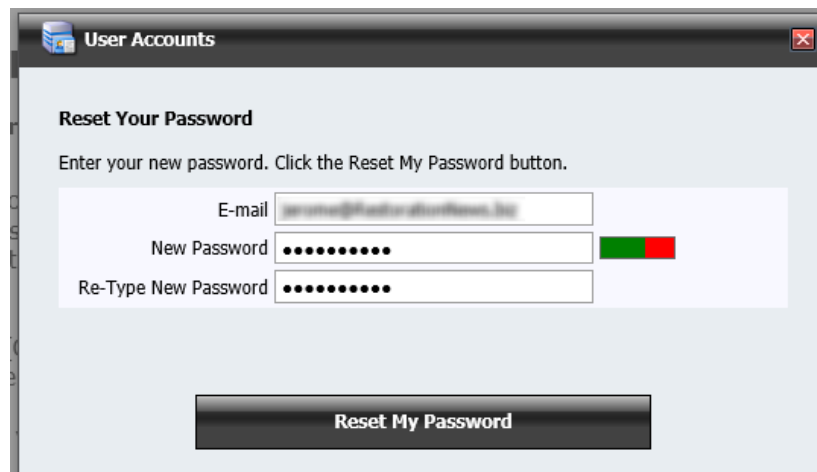 User Accounts
Reset Your Password
Enter your new password. Click the Reset My Password button.
E-mail
New Password ●●●●●●●●●●
Re-Type New Password ●●●●●●●●●●
Reset My Password